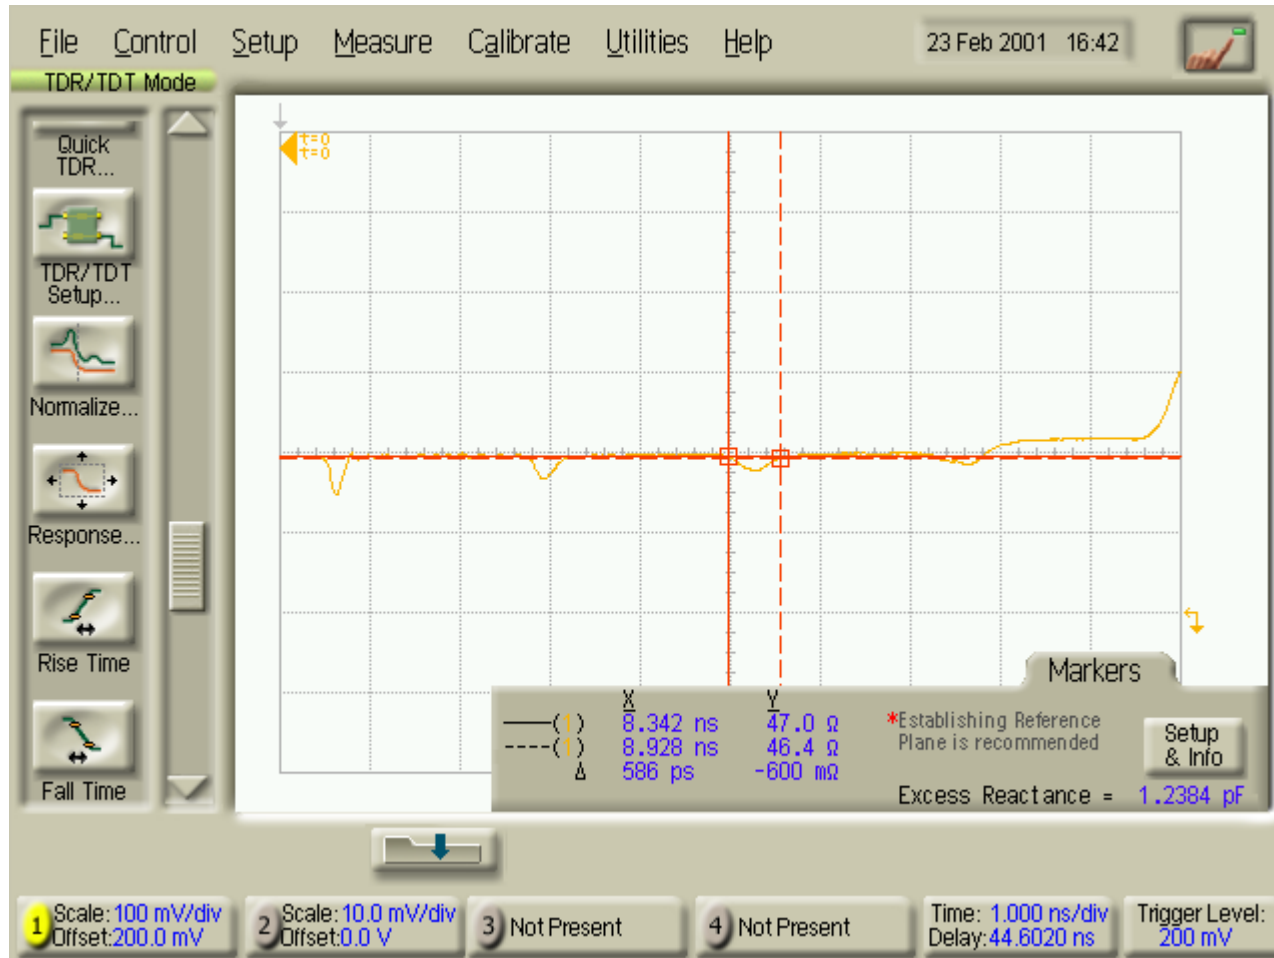 File Control Setup Measure Calibrate Utilities Help 23 Feb 2001 16:42
TDR/TDT Mode
Quick
TDR...
TDR/TDT
Setup...
Normalize...
Response...
Rise Time
Fall Time
t=0
t=0
Markers
X Y
——(1) 8.342 ns 47.0 Ω
----(1) 8.928 ns 46.4 Ω
Δ 586 ps -600 mΩ
*Establishing Reference
Plane is recommended
Setup
& Info
Excess Reactance = 1.2384 pF
1 Scale: 100 mV/div
Offset: 200.0 mV
2 Scale: 10.0 mV/div
Offset: 0.0 V
3 Not Present
4 Not Present
Time: 1.000 ns/div
Delay: 44.6020 ns
Trigger Level:
200 mV